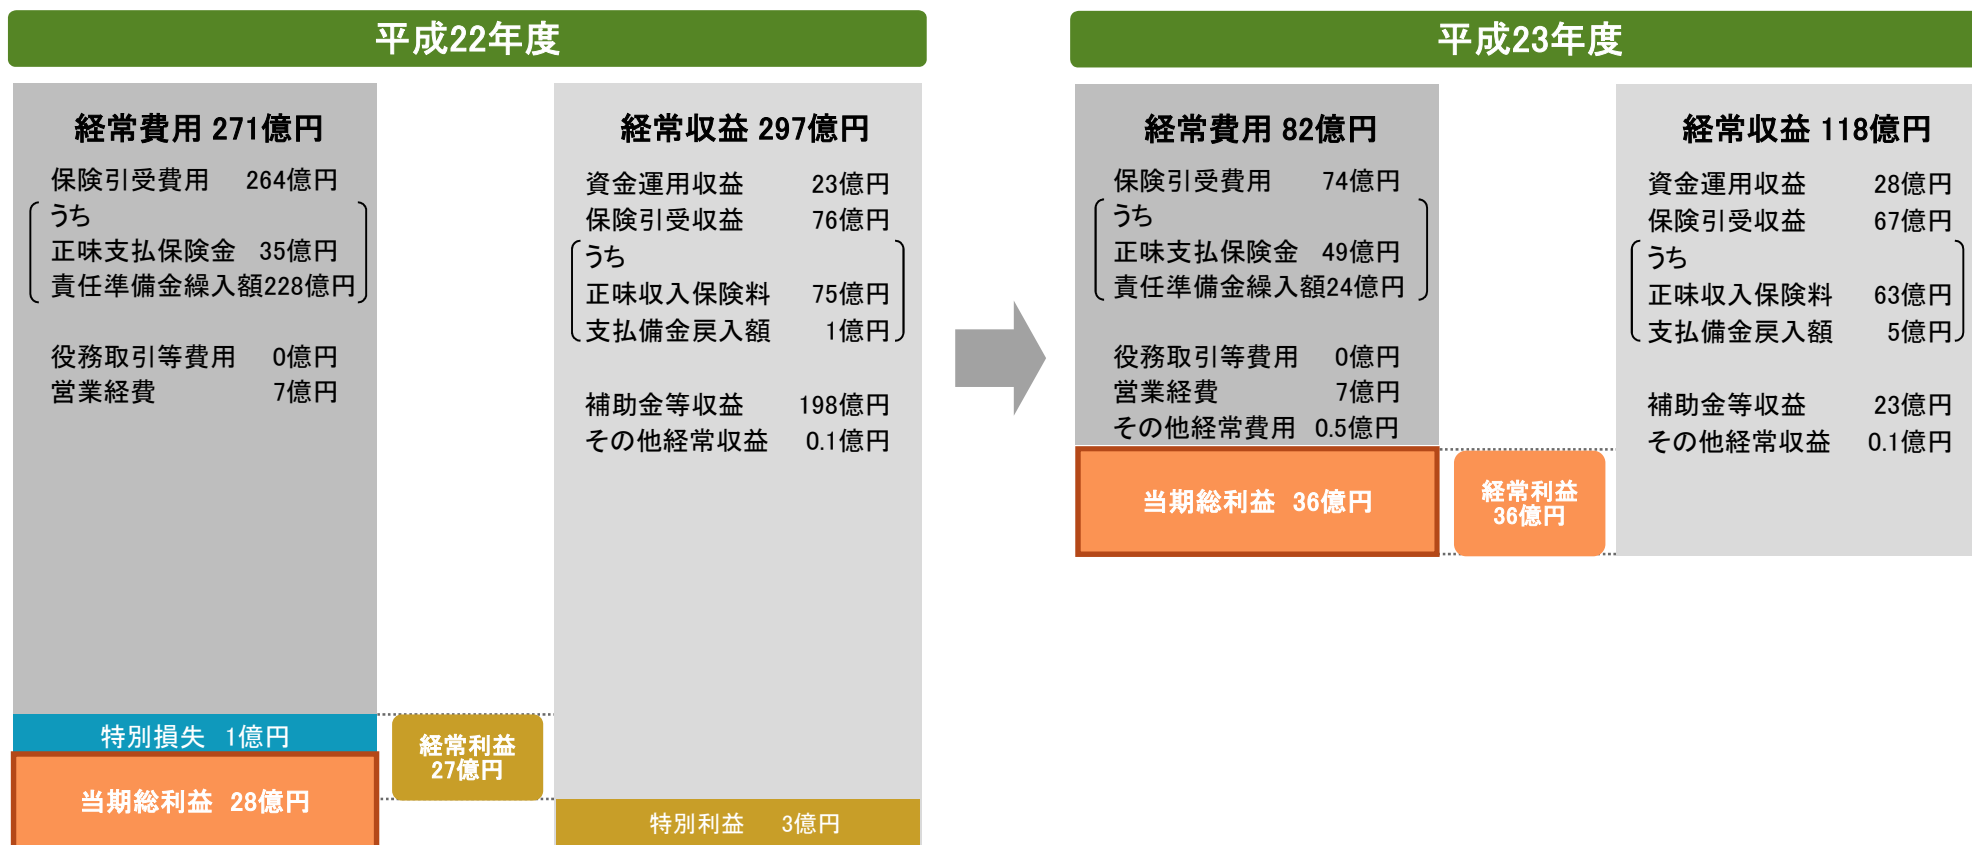 平成22年度
経常費用 271億円
保険引受費用 264億円
うち
正味支払保険金 35億円
責任準備金繰入額228億円
役務取引等費用 0億円
営業経費 7億円
特別損失 1億円
当期総利益 28億円
経常利益
27億円
経常収益 297億円
資金運用収益 23億円
保険引受収益 76億円
うち
正味収入保険料 75億円
支払備金戻入額 1億円
補助金等収益 198億円
その他経常収益 0.1億円
特別利益 3億円
平成23年度
経常費用 82億円
保険引受費用 74億円
うち
正味支払保険金 49億円
責任準備金繰入額24億円
役務取引等費用 0億円
営業経費 7億円
その他経常費用 0.5億円
当期総利益 36億円
経常利益
36億円
経常収益 118億円
資金運用収益 28億円
保険引受収益 67億円
うち
正味収入保険料 63億円
支払備金戻入額 5億円
補助金等収益 23億円
その他経常収益 0.1億円